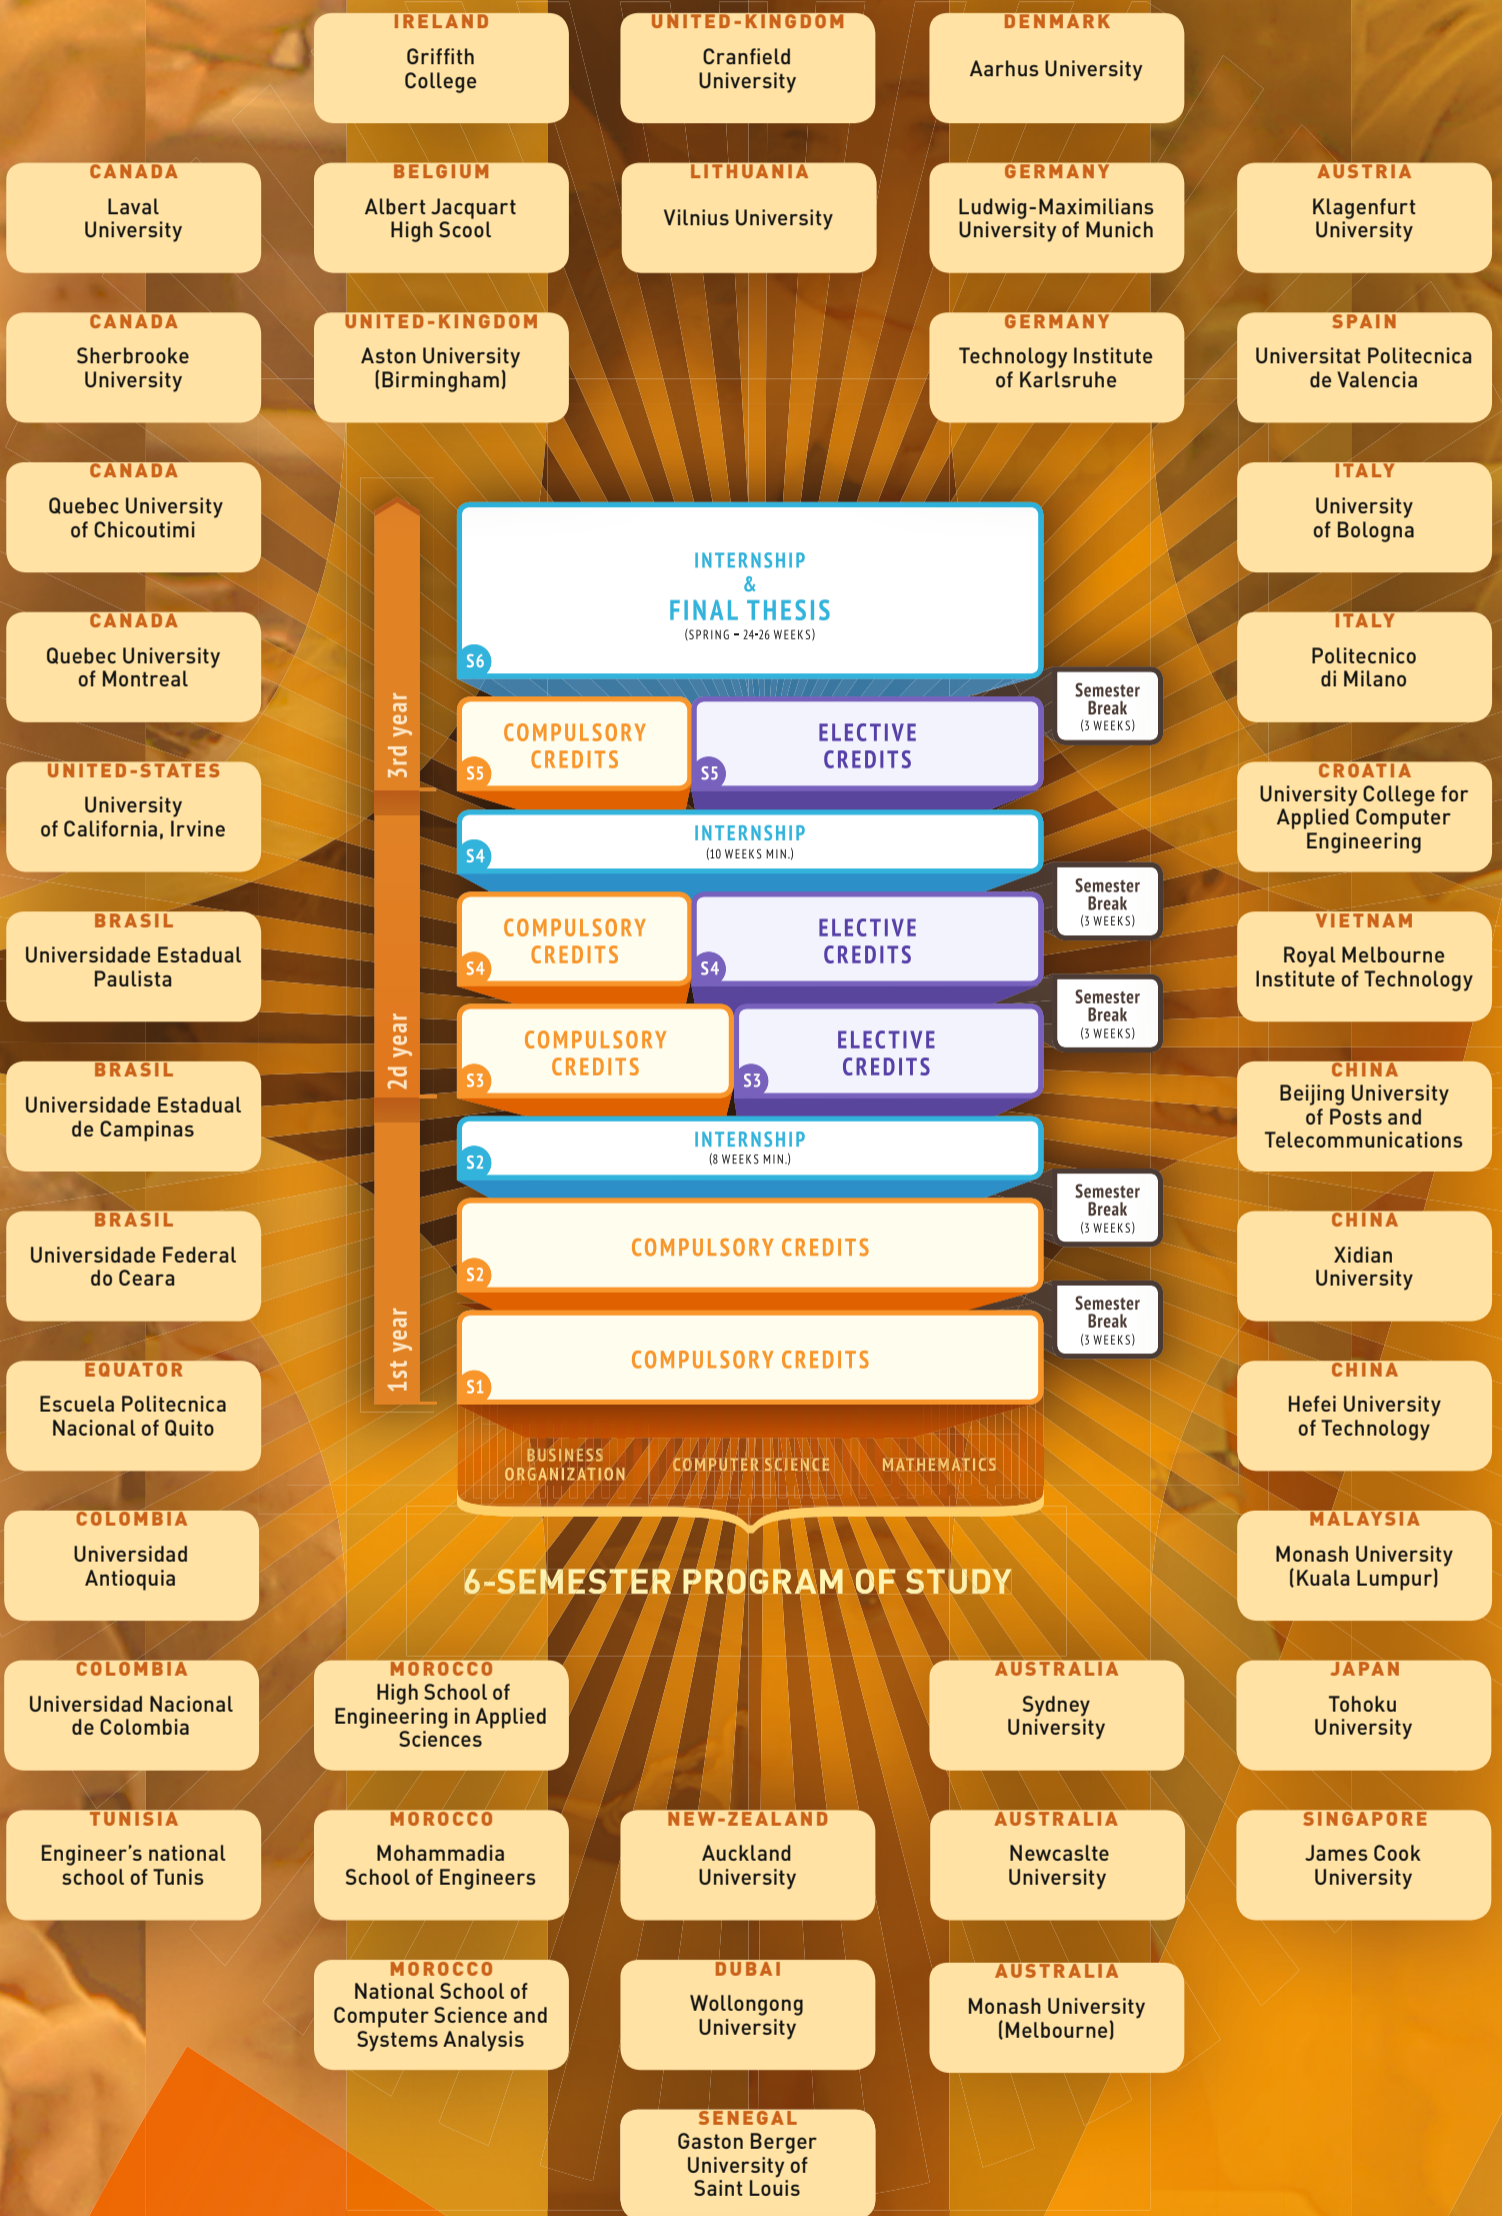 IRELAND
Griffith
College
UNITED-KINGDOM
Cranfield
University
DENMARK
Aarhus University
CANADA
Laval
University
BELGIUM
Albert Jacquart
High Scool
LITHUANIA
Vilnius University
GERMANY
Ludwig-Maximilians
University of Munich
AUSTRIA
Klagenfurt
University
CANADA
Sherbrooke
University
UNITED-KINGDOM
Aston University
(Birmingham)
GERMANY
Technology Institute
of Karlsruhe
SPAIN
Universitat Politecnica
de Valencia
CANADA
Quebec University
of Chicoutimi
ITALY
University
of Bologna
CANADA
Quebec University
of Montreal
ITALY
Politecnico
di Milano
UNITED-STATES
University
of California, Irvine
CROATIA
University College for
Applied Computer
Engineering
BRASIL
Universidade Estadual
Paulista
VIETNAM
Royal Melbourne
Institute of Technology
BRASIL
Universidade Estadual
de Campinas
CHINA
Beijing University
of Posts and
Telecommunications
BRASIL
Universidade Federal
do Ceara
CHINA
Xidian
University
EQUATOR
Escuela Politecnica
Nacional of Quito
CHINA
Hefei University
of Technology
COLOMBIA
Universidad
Antioquia
MALAYSIA
Monash University
(Kuala Lumpur)
3rd year
2d year
1st year
INTERNSHIP
&
FINAL THESIS
(SPRING - 24-26 WEEKS)
S6
Semester
Break
(3 WEEKS)
COMPULSORY
CREDITS
S5
ELECTIVE
CREDITS
S5
INTERNSHIP
(10 WEEKS MIN.)
S4
Semester
Break
(3 WEEKS)
COMPULSORY
CREDITS
S4
ELECTIVE
CREDITS
S4
Semester
Break
(3 WEEKS)
COMPULSORY
CREDITS
S3
ELECTIVE
CREDITS
S3
INTERNSHIP
(8 WEEKS MIN.)
S2
Semester
Break
(3 WEEKS)
COMPULSORY CREDITS
S2
Semester
Break
(3 WEEKS)
COMPULSORY CREDITS
S1
BUSINESS
ORGANIZATION
COMPUTER SCIENCE
MATHEMATICS
6-SEMESTER PROGRAM OF STUDY
COLOMBIA
Universidad Nacional
de Colombia
MOROCCO
High School of
Engineering in Applied
Sciences
AUSTRALIA
Sydney
University
JAPAN
Tohoku
University
TUNISIA
Engineer’s national
school of Tunis
MOROCCO
Mohammadia
School of Engineers
NEW-ZEALAND
Auckland
University
AUSTRALIA
Newcaslte
University
SINGAPORE
James Cook
University
MOROCCO
National School of
Computer Science and
Systems Analysis
DUBAI
Wollongong
University
AUSTRALIA
Monash University
(Melbourne)
SENEGAL
Gaston Berger
University of
Saint Louis